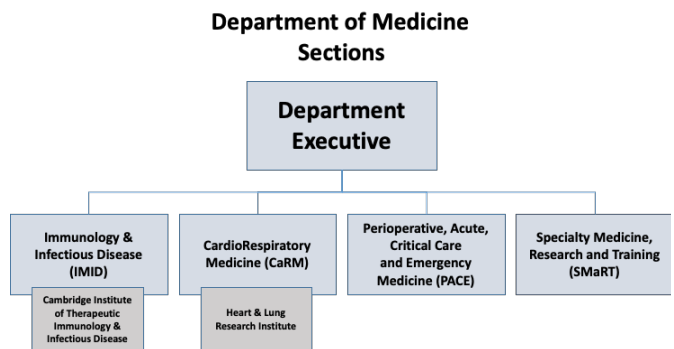 Department of Medicine
Sections
Department
Executive
Immunology &
Infectious Disease
(IMID)
CardioRespiratory
Medicine (CaRM)
Perioperative, Acute,
Critical Care
and Emergency
Medicine (PACE)
Specialty Medicine,
Research and Training
(SMaRT)
Cambridge Institute
of Therapeutic
Immunology &
Infectious Disease
Heart & Lung
Research Institute